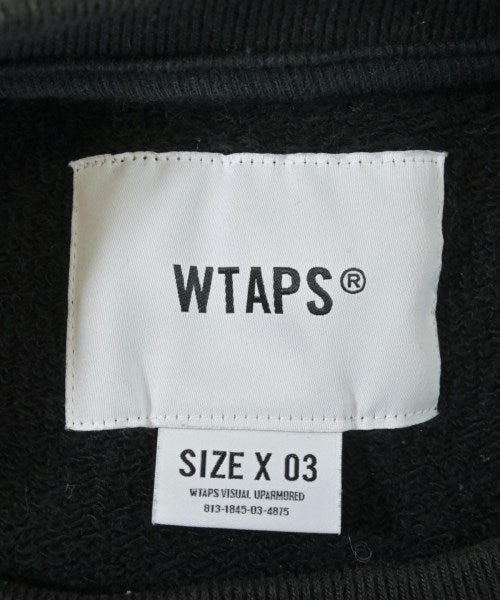 WTAPS®
SIZE X 03
WTAPS VISUAL UPARMORED
813-1845-03-4875